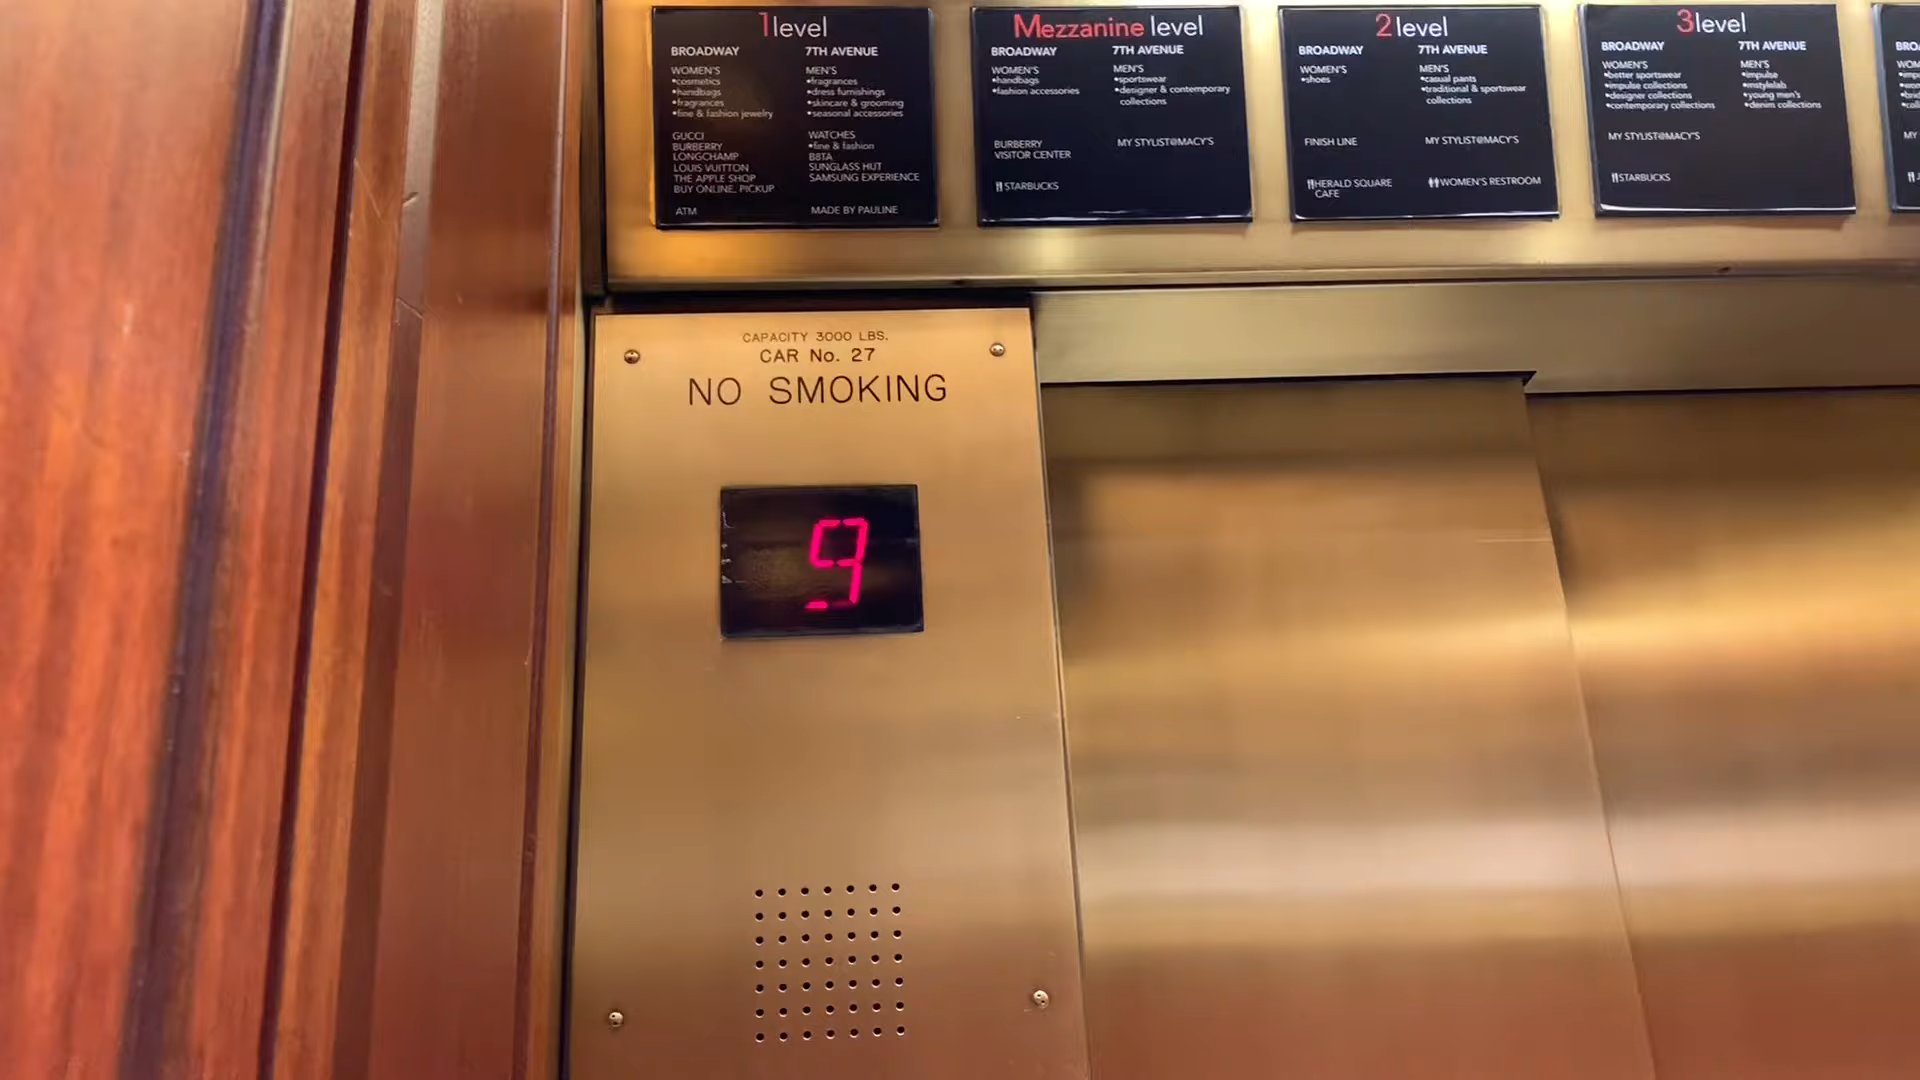 1 level
BROADWAY
WOMEN'S
•cosmetics
•handbags
•fragrances
•fine & fashion jewelry
GUCCI
BURBERRY
LONGCHAMP
LOUIS VUITTON
THE APPLE SHOP
BUY ONLINE, PICKUP
ATM
7TH AVENUE
MEN'S
•fragrances
•dress furnishings
•skincare & grooming
•seasonal accessories
WATCHES
•fine & fashion
B8TA
SUNGLASS HUT
SAMSUNG EXPERIENCE
MADE BY PAULINE
Mezzanine level
BROADWAY
WOMEN'S
•handbags
•fashion accessories
BURBERRY
VISITOR CENTER
STARBUCKS
7TH AVENUE
MEN'S
•sportswear
•designer & contemporary
collections
MY STYLIST@MACY'S
2 level
BROADWAY
WOMEN'S
•shoes
FINISH LINE
HERALD SQUARE
CAFE
7TH AVENUE
MEN'S
•casual pants
•traditional & sportswear
collections
MY STYLIST@MACY'S
WOMEN'S RESTROOM
3 level
BROADWAY
WOMEN'S
•better sportswear
•impulse collections
•designer collections
•contemporary collections
MY STYLIST@MACY'S
STARBUCKS
7TH AVENUE
MEN'S
•impulse
•mstylelab
•young men's
•denim collections
MY
CAPACITY 3000 LBS.
CAR No. 27
NO SMOKING
9